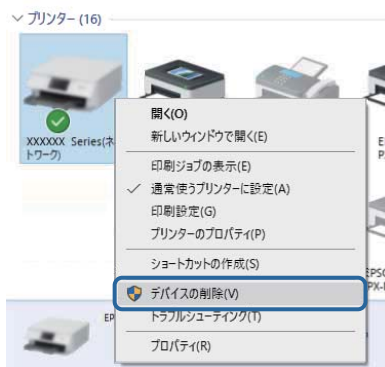 プリンター (16)
XXXXXX Series(ネ
トワーク)
開く(O)
新しいウィンドウで開く(E)
印刷ジョブの表示(E)
✓ 通常使うプリンターに設定(A)
印刷設定(G)
プリンターのプロパティ(P)
ショートカットの作成(S)
デバイスの削除(V)
トラブルシューティング(T)
プロパティ(R)
EP
E
P
EPSO
PX-